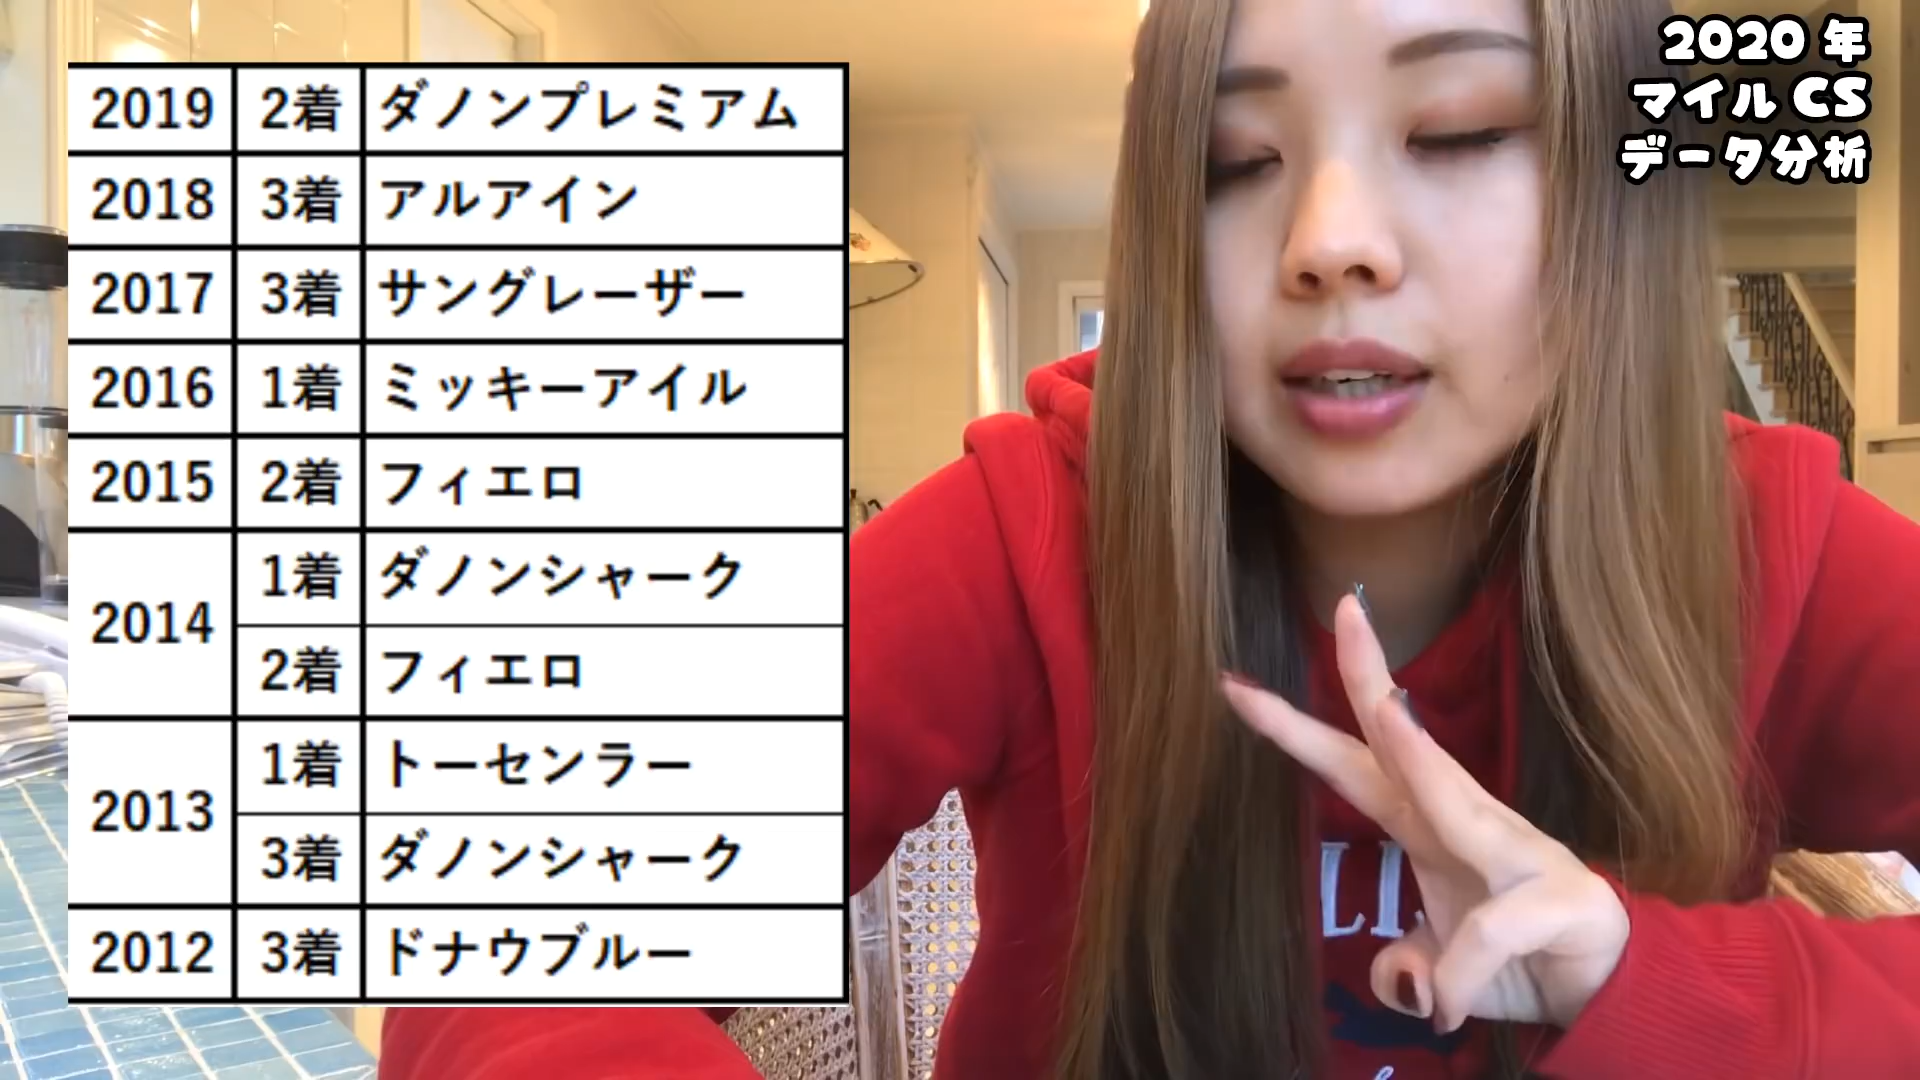 2019 2着 ダノンプレミアム
2018 3着 アルアイン
2017 3着 サングレーザー
2016 1着 ミッキーアイル
2015 2着 フィエロ
2014 1着 ダノンシャーク
2着 フィエロ
2013 1着 トーセンラー
3着 ダノンシャーク
2012 3着 ドナウブルー
2020年
マイルCS
データ分析